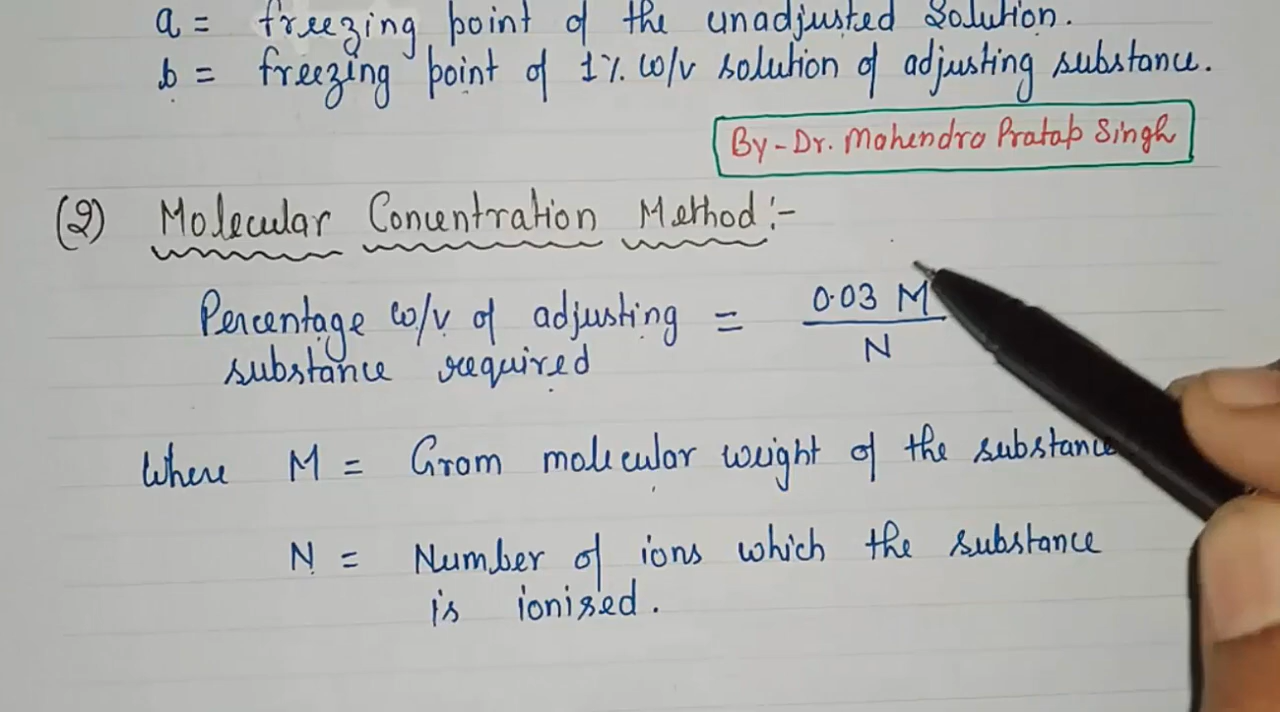 a = freezing point of the unadjusted Solution.
b = freezing point of 1% w/v solution of adjusting substance.
By - Dr. Mahendra Pratap Singh
(2) Molecular Concentration Method :-
Percentage w/v of adjusting = 0.03 M
substance required N
Where M = Gram molecular weight of the substance
N = Number of ions which the substance
is ionised.